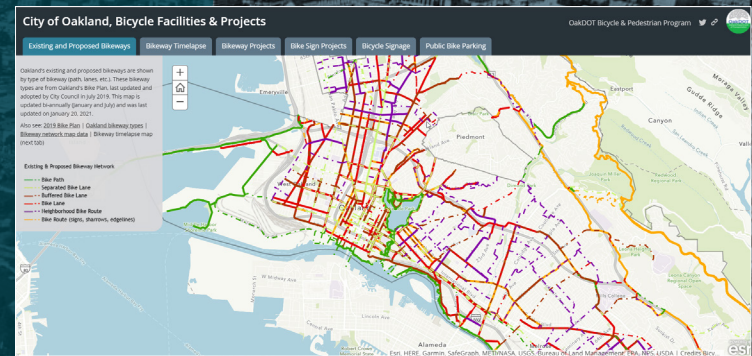 City of Oakland, Bicycle Facilities & Projects
OakDOT Bicycle & Pedestrian Program
Existing and Proposed Bikeways
Bikeway Timelapse
Bikeway Projects
Bike Sign Projects
Bicycle Signage
Public Bike Parking
Oakland's existing and proposed bikeways are shown
by type of bikeway (path, lanes, etc.). These bikeway
types are from Oakland's Bike Plan, last updated and
adopted by City Council in July 2019. This map is
updated bi-annually (January and July) and was last
updated on January 20, 2021.
Also see: 2019 Bike Plan | Oakland bikeway types |
Bikeway network map data | Bikeway timelapse map
(next tab)
Existing & Proposed Bikeway Network
Bike Path
Separated Bike Lane
Buffered Bike Lane
Bike Lane
Neighborhood Bike Route
Bike Route (signs, sharrows, edgelines)
Emeryville
Piedmont
Eastport
Canyon
Moraga Valley
Gudde Ridge
W Midway Ave
Alameda
Esri, HERE, Garmin, SafeGraph, METI/NASA, USGS, Bureau of Land Management, EPA, NPS, USDA | Credits Bicy...
esri